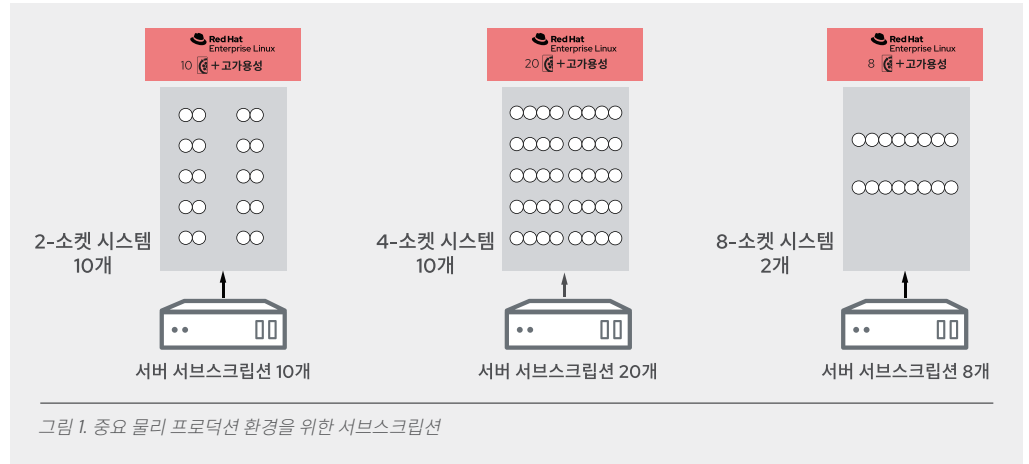 Red Hat
Enterprise Linux
10 +고가용성
2-소켓 시스템
10개
서버 서브스크립션 10개
Red Hat
Enterprise Linux
20 +고가용성
4-소켓 시스템
10개
서버 서브스크립션 20개
Red Hat
Enterprise Linux
8 +고가용성
8-소켓 시스템
2개
서버 서브스크립션 8개
그림 1. 중요 물리 프로덕션 환경을 위한 서브스크립션